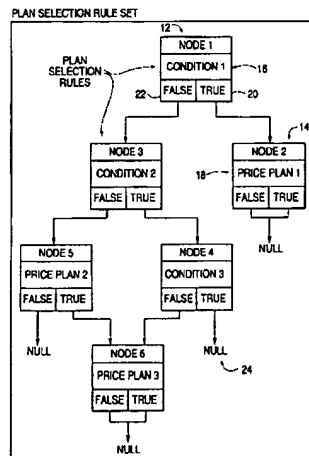 PLAN SELECTION RULE SET
12
NODE 1
CONDITION 1
16
FALSE TRUE
22
20
PLAN
SELECTION
RULES
14
NODE 3
CONDITION 2
FALSE TRUE
NODE 2
18
PRICE PLAN 1
FALSE TRUE
NULL
NODE 5
PRICE PLAN 2
FALSE TRUE
NODE 4
CONDITION 3
FALSE TRUE
NULL
NULL
24
NODE 6
PRICE PLAN 3
FALSE TRUE
NULL